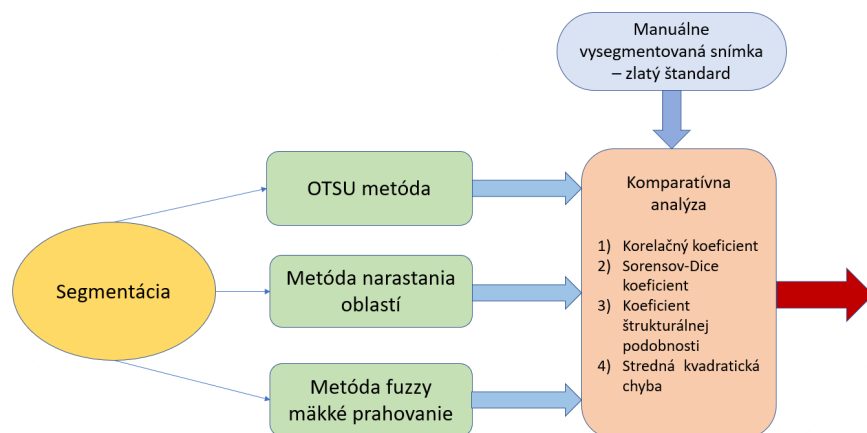 Manuálne
vysegmentovaná snímka
– zlatý štandard
OTSU metóda
Segmentácia
Metóda narastania
oblastí
Metóda fuzzy
mäkké prahovanie
Komparatívna
analýza
1) Korelačný koeficient
2) Sorensov-Dice
koeficient
3) Koeficient
štrukturálnej
podobnosti
4) Stredná kvadratická
chyba